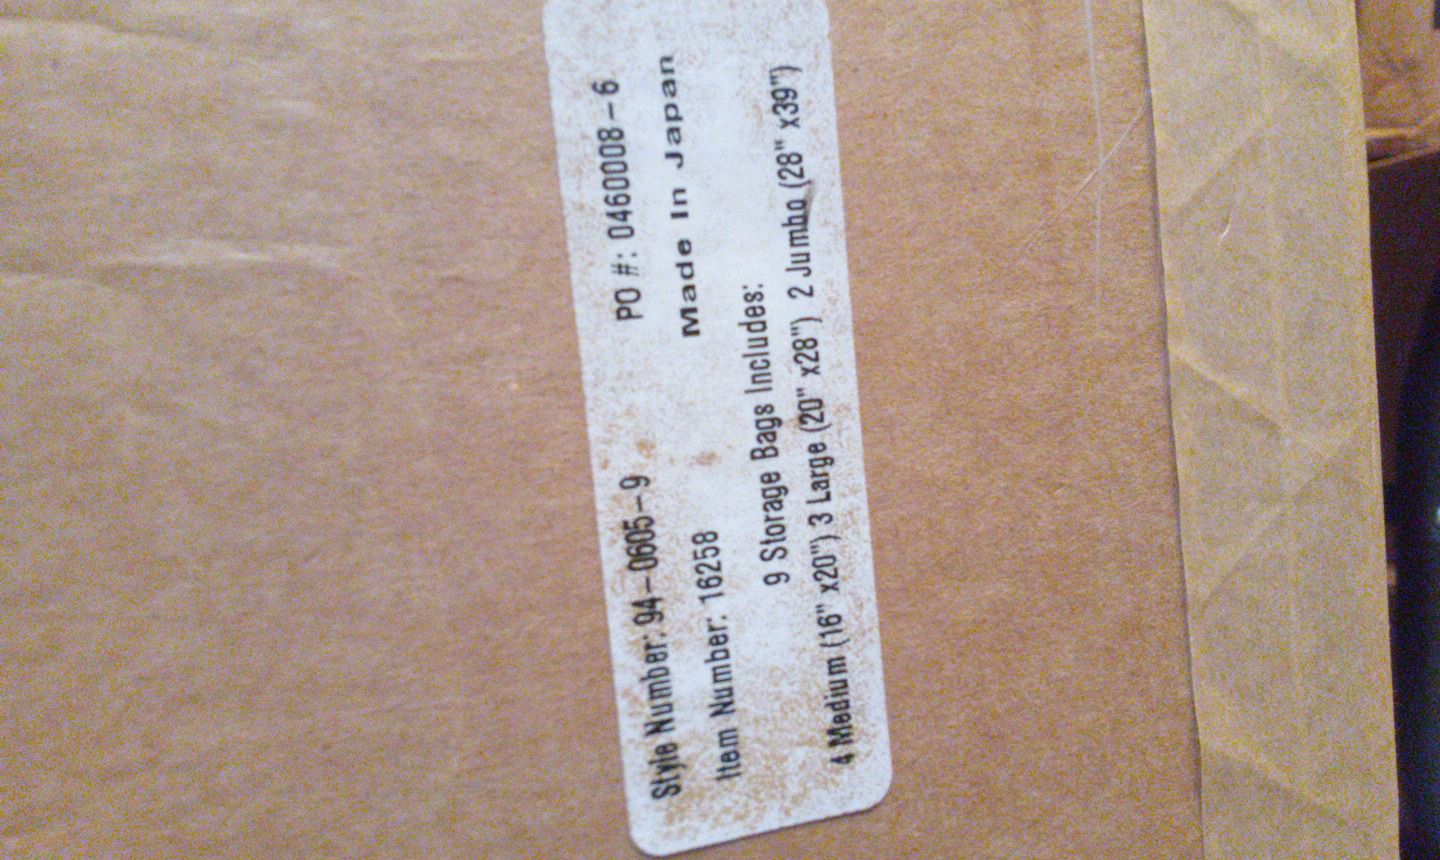 Style Number: 94-0605-9 PO #: 0460008-6
Item Number: 16258 Made In Japan
9 Storage Bags Includes:
4 Medium (16" x20") 3 Large (20" x28") 2 Jumbo (28" x39")